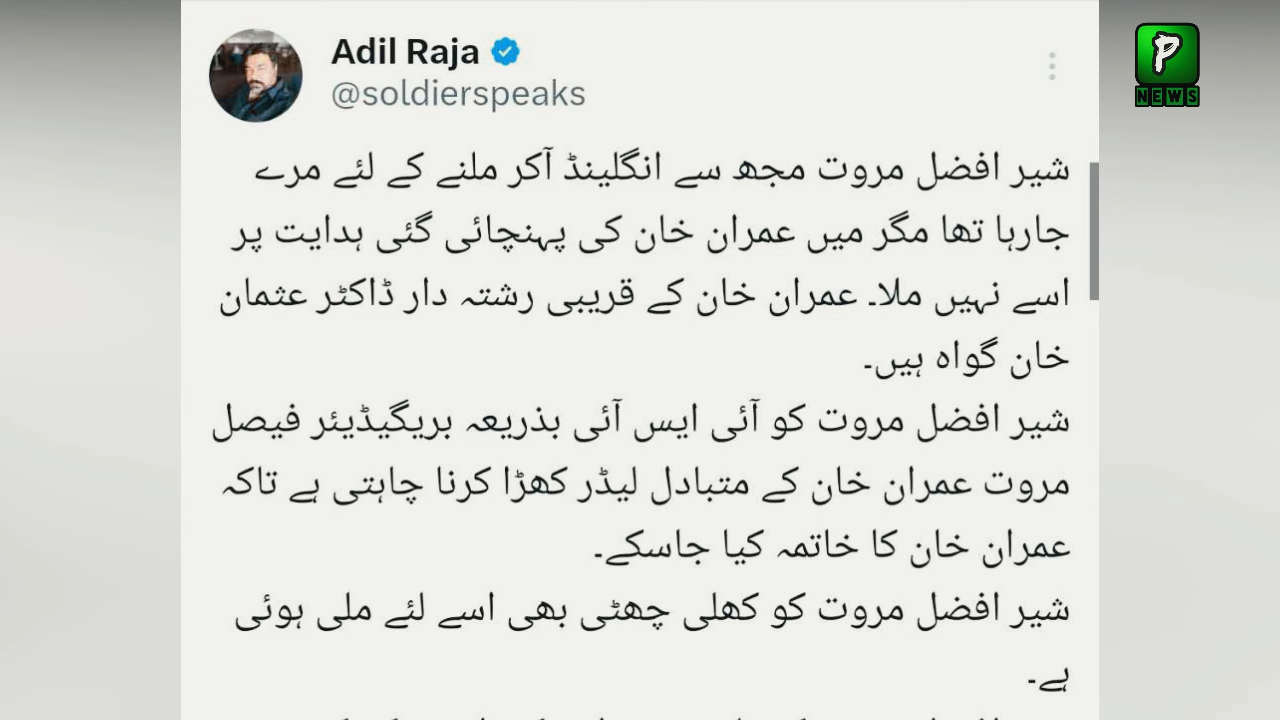 Adil Raja
@soldierspeaks
P
NEWS
شیر افضل مروت مجھ سے انگلینڈ آکر ملنے کے لئے مرے
جارہا تھا مگر میں عمران خان کی پہنچائی گئی ہدایت پر
اسے نہیں ملا۔ عمران خان کے قریبی رشتہ دار ڈاکٹر عثمان
خان گواہ ہیں۔
شیر افضل مروت کو آئی ایس آئی بذریعہ بریگیڈیئر فیصل
مروت عمران خان کے متبادل لیڈر کھڑا کرنا چاہتی ہے تاکہ
عمران خان کا خاتمہ کیا جاسکے۔
شیر افضل مروت کو کھلی چھٹی بھی اسے لئے ملی ہوئی
ہے۔